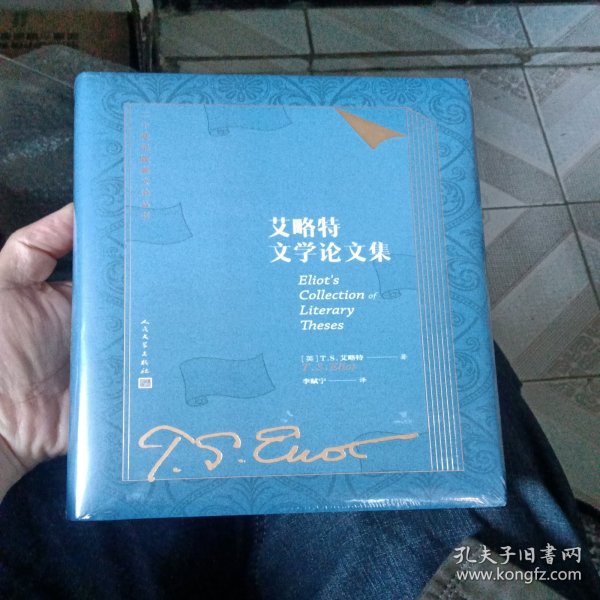 艾略特
文学论文集
Eliot's
Collection of
Literary
Theses
[英]T.S.艾略特 著
T. S. Eliot
李赋宁 译
人民文学出版社
T. S. Eliot
孔夫子旧书网
www.kongfz.com